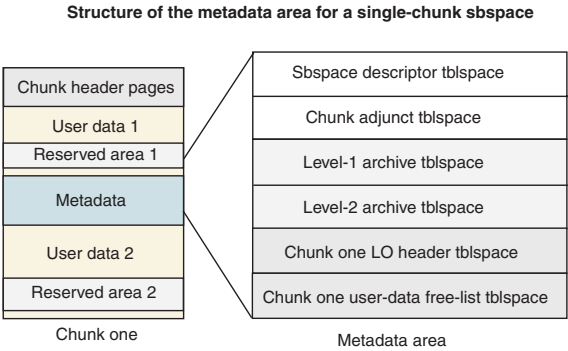 Structure of the metadata area for a single-chunk sbspace
Chunk header pages
User data 1
Reserved area 1
Metadata
User data 2
Reserved area 2
Chunk one
Sbspace descriptor tblspace
Chunk adjunct tblspace
Level-1 archive tblspace
Level-2 archive tblspace
Chunk one LO header tblspace
Chunk one user-data free-list tblspace
Metadata area